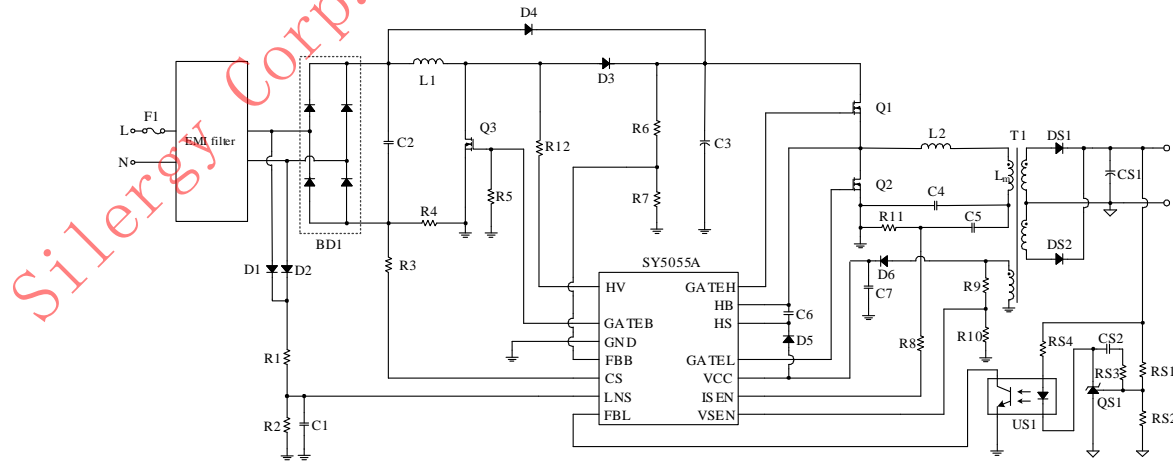 Silergy Corp.
D4
L1
D3
F1
L
N
EMI filter
BD1
C2
Q3
R12
R6
R7
C3
R5
R4
R3
Q1
Q2
L2
T1
Lm
DS1
DS2
CS1
C4
R11
C5
D1
D2
SY5055A
HV
GATEB
GND
FBB
CS
LNS
FBL
GATEH
HB
HS
GATEL
VCC
ISEN
VSEN
C6
D5
C7
D6
R9
R10
R8
R1
R2
C1
RS4
CS2
RS3
RS1
QS1
US1
RS2